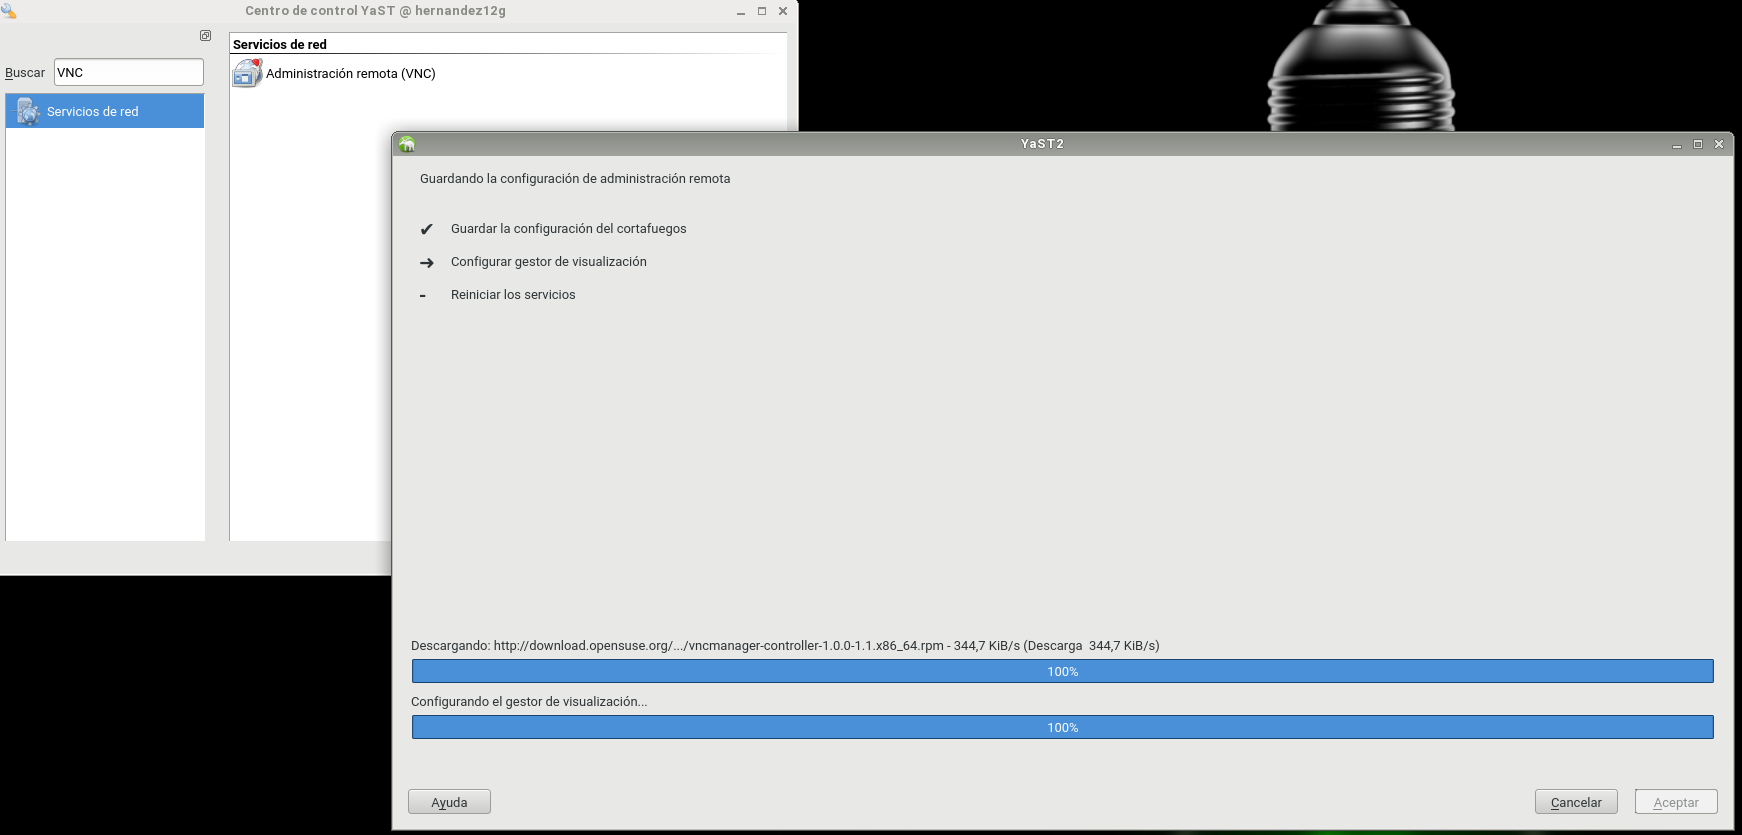 Centro de control YaST @ hernandez12g
Buscar VNC
Servicios de red
Servicios de red
Administración remota (VNC)
YaST2
Guardando la configuración de administración remota
✔ Guardar la configuración del cortafuegos
➜ Configurar gestor de visualización
- Reiniciar los servicios
Descargando: http://download.opensuse.org/.../vncmanager-controller-1.0.0-1.1.x86_64.rpm - 344,7 KiB/s (Descarga  344,7 KiB/s)
100%
Configurando el gestor de visualización...
100%
Ayuda Cancelar Aceptar